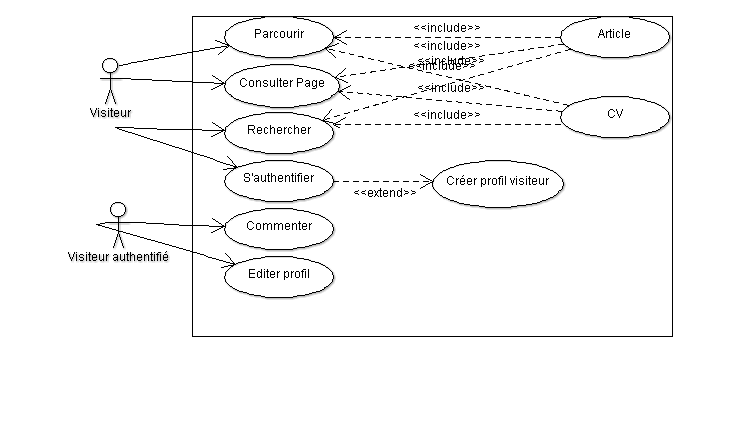 Parcourir
<<include>>
Article
<<include>>
<<include>>
<<include>>
Consulter Page
<<include>>
Visiteur
<<include>>
CV
Rechercher
S'authentifier
Créer profil visiteur
<<extend>>
Commenter
Visiteur authentifié
Editer profil